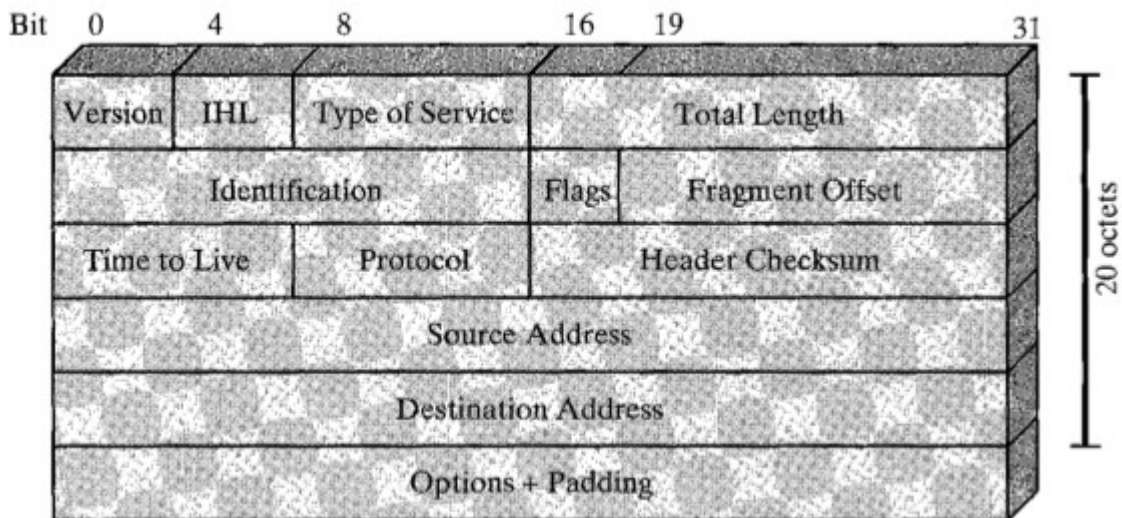 Bit 0 4 8 16 19 31
Version IHL Type of Service Total Length
Identification Flags Fragment Offset
Time to Live Protocol Header Checksum
Source Address
Destination Address
Options + Padding
20 octets